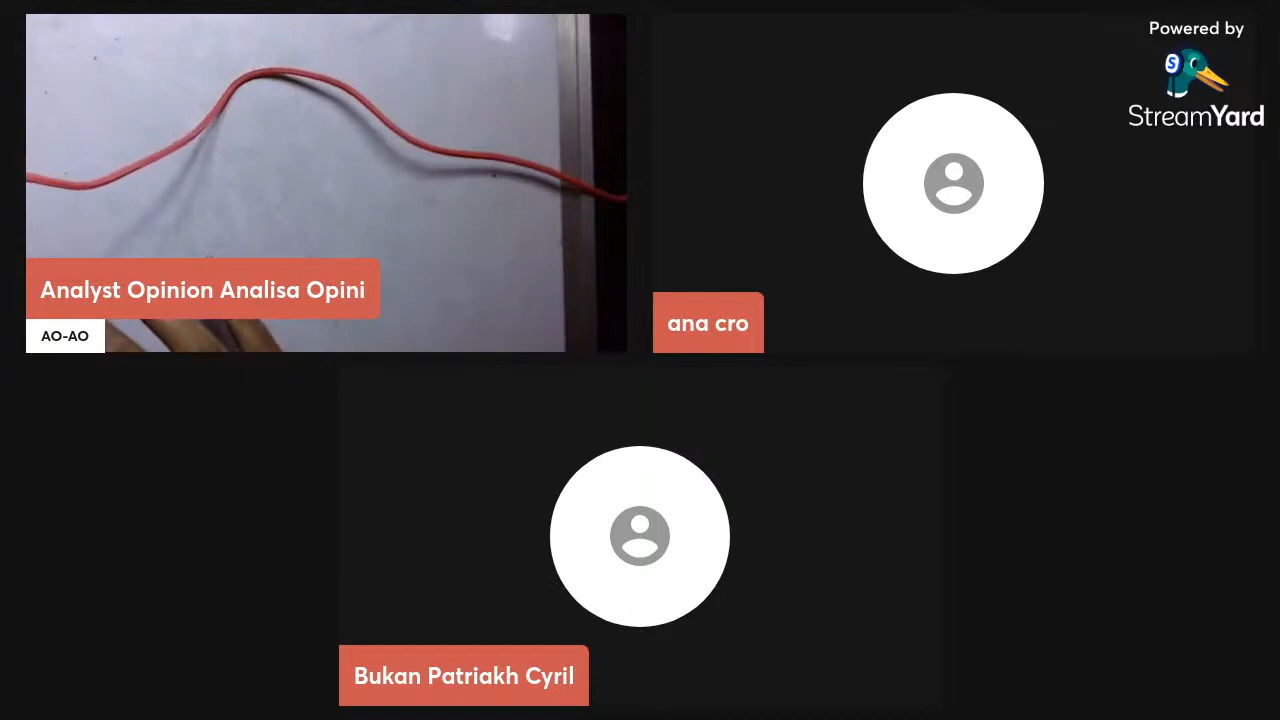 Powered by
S
StreamYard
Analyst Opinion Analisa Opini
AO-AO
ana cro
Bukan Patriakh Cyril